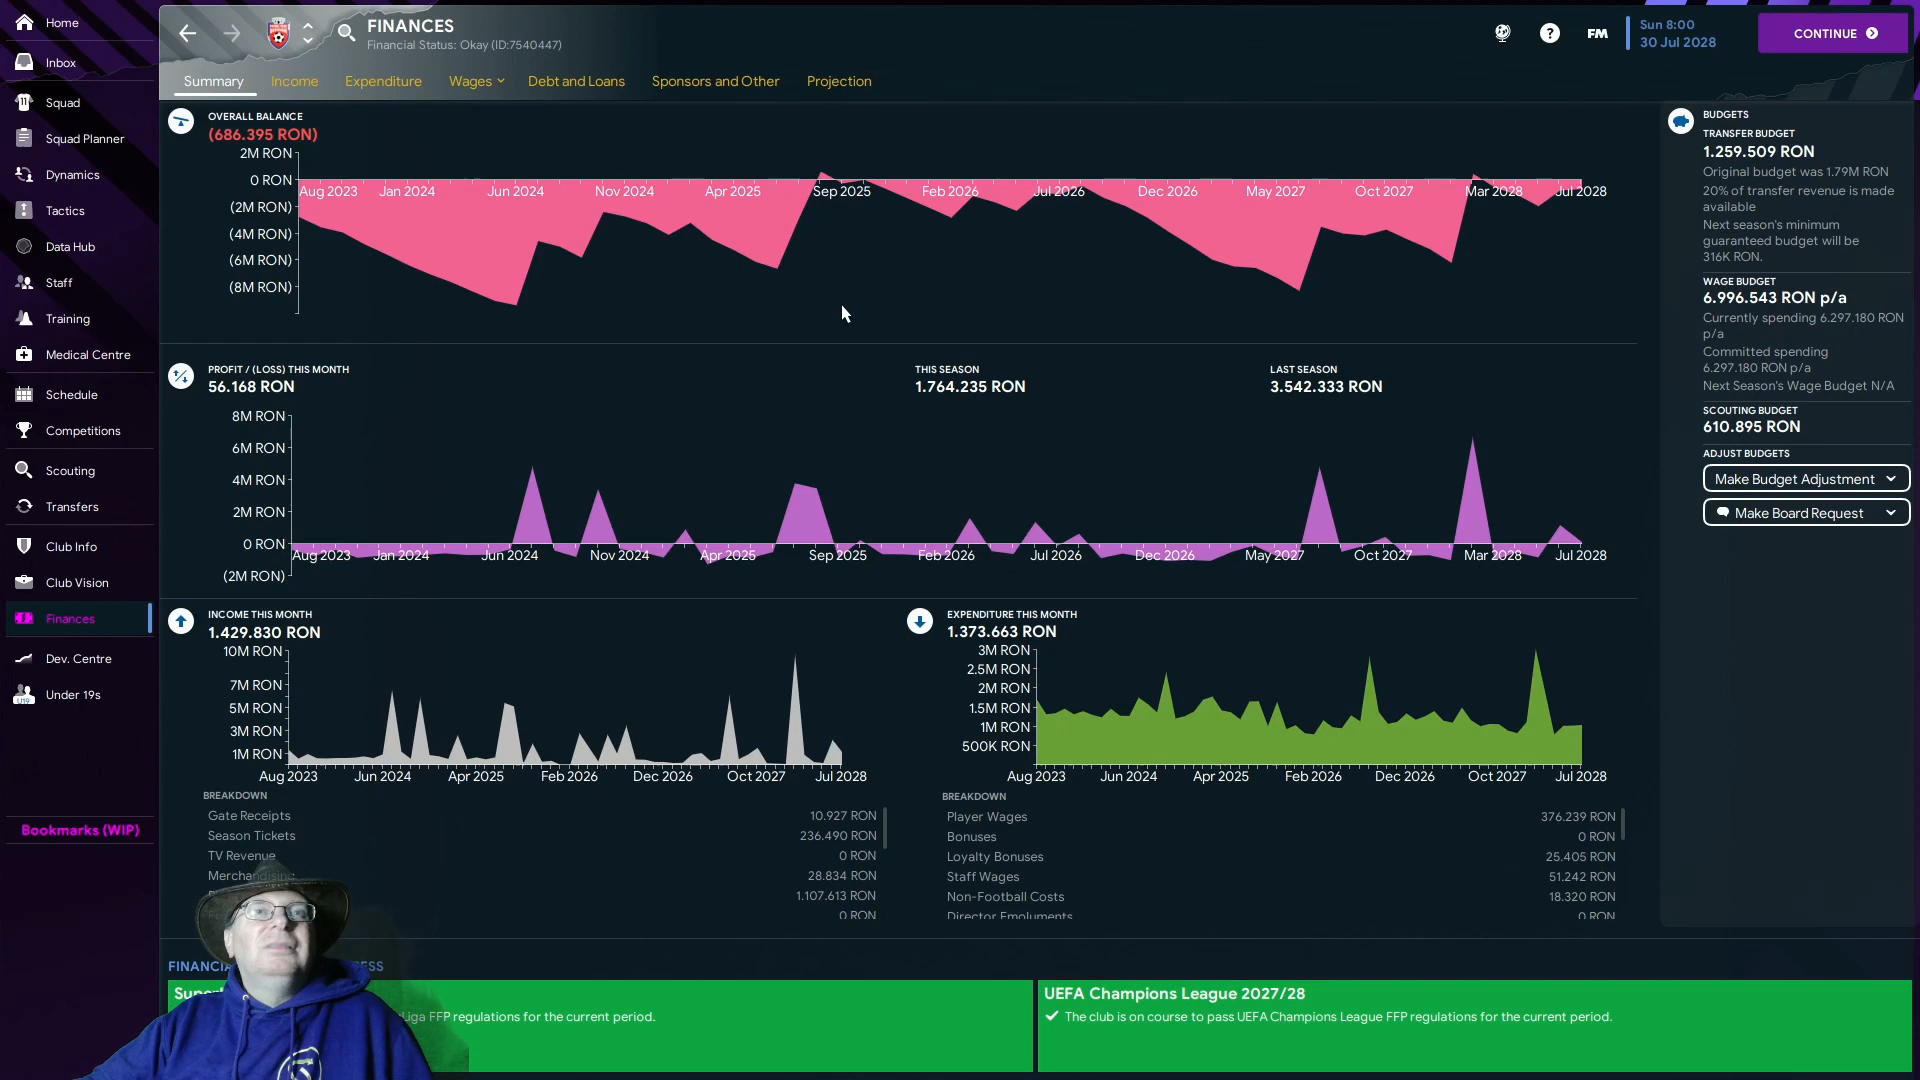 Home
Inbox
Squad
Squad Planner
Dynamics
Tactics
Data Hub
Staff
Training
Medical Centre
Schedule
Competitions
Scouting
Transfers
Club Info
Club Vision
Finances
Dev. Centre
Under 19s
Bookmarks (WIP)
FINANCES
Financial Status: Okay (ID:7540447)
FM
Sun 8:00
30 Jul 2028
CONTINUE
Summary Income Expenditure Wages Debt and Loans Sponsors and Other Projection
OVERALL BALANCE
(686.395 RON)
2M RON
0 RON
(2M RON)
(4M RON)
(6M RON)
(8M RON)
Aug 2023 Jan 2024 Jun 2024 Nov 2024 Apr 2025 Sep 2025 Feb 2026 Jul 2026 Dec 2026 May 2027 Oct 2027 Mar 2028 Jul 2028
PROFIT / (LOSS) THIS MONTH
56.168 RON
THIS SEASON
1.764.235 RON
LAST SEASON
3.542.333 RON
8M RON
6M RON
4M RON
2M RON
0 RON
(2M RON)
Aug 2023 Jan 2024 Jun 2024 Nov 2024 Apr 2025 Sep 2025 Feb 2026 Jul 2026 Dec 2026 May 2027 Oct 2027 Mar 2028 Jul 2028
INCOME THIS MONTH
1.429.830 RON
10M RON
7M RON
5M RON
3M RON
1M RON
Aug 2023 Jun 2024 Apr 2025 Feb 2026 Dec 2026 Oct 2027 Jul 2028
BREAKDOWN
Gate Receipts 10.927 RON
Season Tickets 236.490 RON
TV Revenue 0 RON
Merchandising 28.834 RON
1.107.613 RON
0 RON
EXPENDITURE THIS MONTH
1.373.663 RON
3M RON
2.5M RON
2M RON
1.5M RON
1M RON
500K RON
Aug 2023 Jun 2024 Apr 2025 Feb 2026 Dec 2026 Oct 2027 Jul 2028
BREAKDOWN
Player Wages 376.239 RON
Bonuses 0 RON
Loyalty Bonuses 25.405 RON
Staff Wages 51.242 RON
Non-Football Costs 18.320 RON
Director Emoluments 0 RON
BUDGETS
TRANSFER BUDGET
1.259.509 RON
Original budget was 1.79M RON
20% of transfer revenue is made
available
Next season's minimum
guaranteed budget will be
316K RON.
WAGE BUDGET
6.996.543 RON p/a
Currently spending 6.297.180 RON
p/a
Committed spending
6.297.180 RON p/a
Next Season's Wage Budget N/A
SCOUTING BUDGET
610.895 RON
ADJUST BUDGETS
Make Budget Adjustment
Make Board Request
FP regulations for the current period.
UEFA Champions League 2027/28
The club is on course to pass UEFA Champions League FFP regulations for the current period.